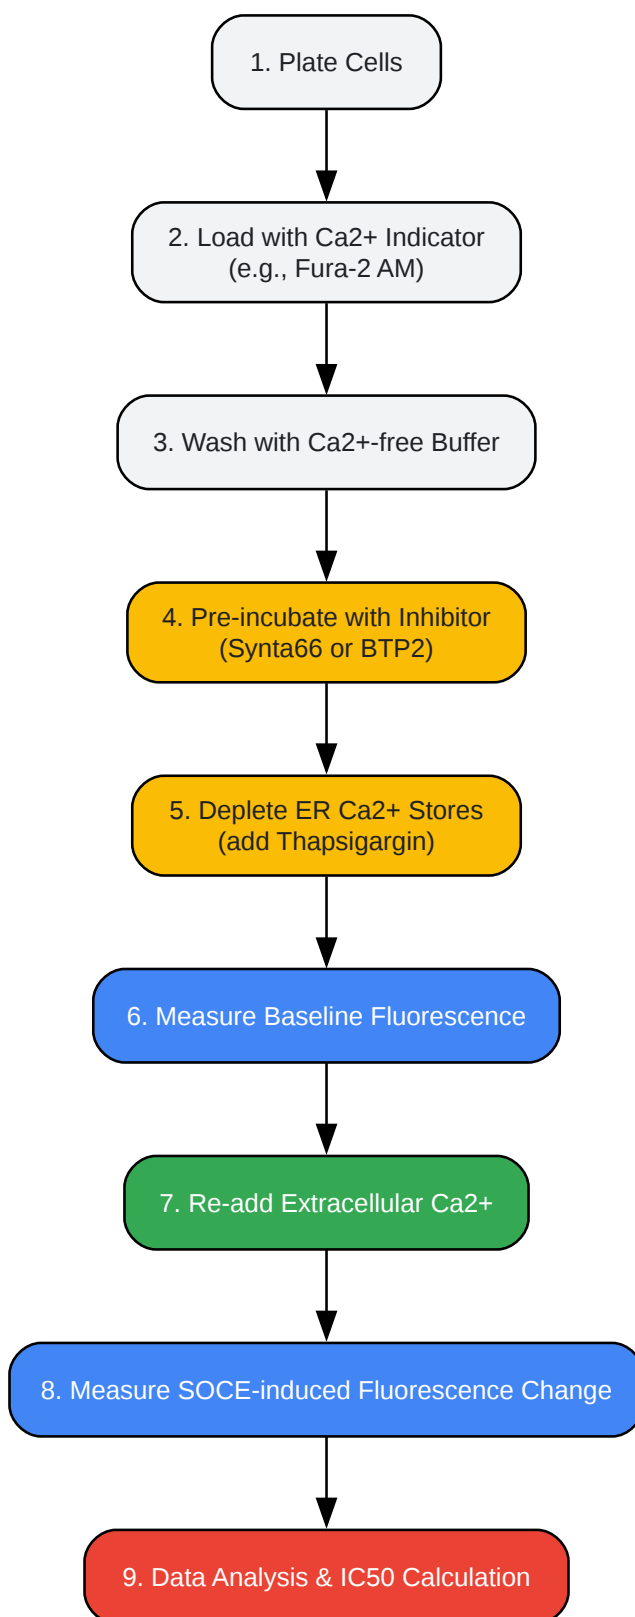 1. Plate Cells
2. Load with Ca2+ Indicator
(e.g., Fura-2 AM)
3. Wash with Ca2+-free Buffer
4. Pre-incubate with Inhibitor
(Synta66 or BTP2)
5. Deplete ER Ca2+ Stores
(add Thapsigargin)
6. Measure Baseline Fluorescence
7. Re-add Extracellular Ca2+
8. Measure SOCE-induced Fluorescence Change
9. Data Analysis & IC50 Calculation